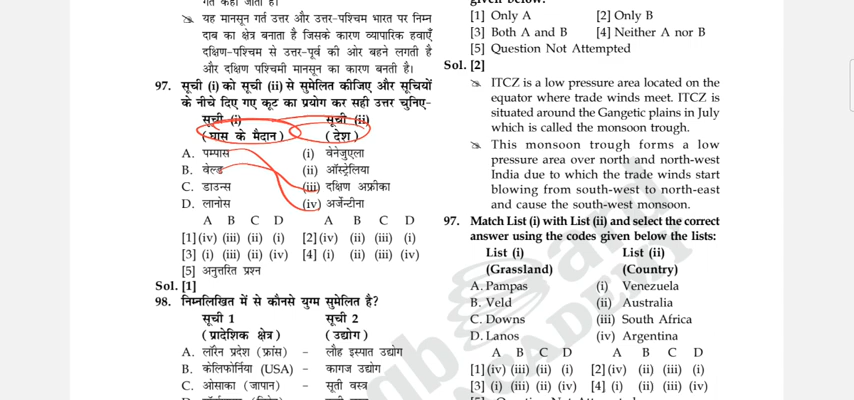 गर्त कहा जाता है।
यह मानसून गर्त उत्तर और उत्तर-पश्चिम भारत पर निम्न
दाब का क्षेत्र बनाता है जिसके कारण व्यापारिक हवाएँ
दक्षिण-पश्चिम से उत्तर-पूर्व की ओर बहने लगती है
और दक्षिण पश्चिमी मानसून का कारण बनती है।
97. सूची (i) को सूची (ii) से सुमेलित कीजिए और सूचियों
के नीचे दिए गए कूट का प्रयोग कर सही उत्तर चुनिए-
सूची (i) सूची (ii)
(घास के मैदान) (देश)
A. पम्पास (i) वेनेजुएला
B. वेल्ड (ii) ऑस्ट्रेलिया
C. डाउन्स (iii) दक्षिण अफ्रीका
D. लानोस (iv) अर्जेन्टीना
A B C D A B C D
[1] (iv) (iii) (ii) (i) [2] (iv) (ii) (iii) (i)
[3] (i) (iii) (ii) (iv) [4] (i) (ii) (iii) (iv)
[5] अनुत्तरित प्रश्न
Sol. [1]
98. निम्नलिखित में से कौनसे युग्म सुमेलित है?
सूची 1 सूची 2
(प्रादेशिक क्षेत्र) (उद्योग)
A. लॉरेन प्रदेश (फ्रांस) – लौह इस्पात उद्योग
B. केलिफोर्निया (USA) – कागज उद्योग
C. ओसाका (जापान) – सूती वस्त्र
given below:
[1] Only A [2] Only B
[3] Both A and B [4] Neither A nor B
[5] Question Not Attempted
Sol. [2]
ITCZ is a low pressure area located on the
equator where trade winds meet. ITCZ is
situated around the Gangetic plains in July
which is called the monsoon trough.
This monsoon trough forms a low
pressure area over north and north-west
India due to which the trade winds start
blowing from south-west to north-east
and cause the south-west monsoon.
97. Match List (i) with List (ii) and select the correct
answer using the codes given below the lists:
List (i) List (ii)
(Grassland) (Country)
A. Pampas (i) Venezuela
B. Veld (ii) Australia
C. Downs (iii) South Africa
D. Lanos (iv) Argentina
A B C D A B C D
[1] (iv) (iii) (ii) (i) [2] (iv) (ii) (iii) (i)
[3] (i) (iii) (ii) (iv) [4] (i) (ii) (iii) (iv)
[5] Question Not Attempted